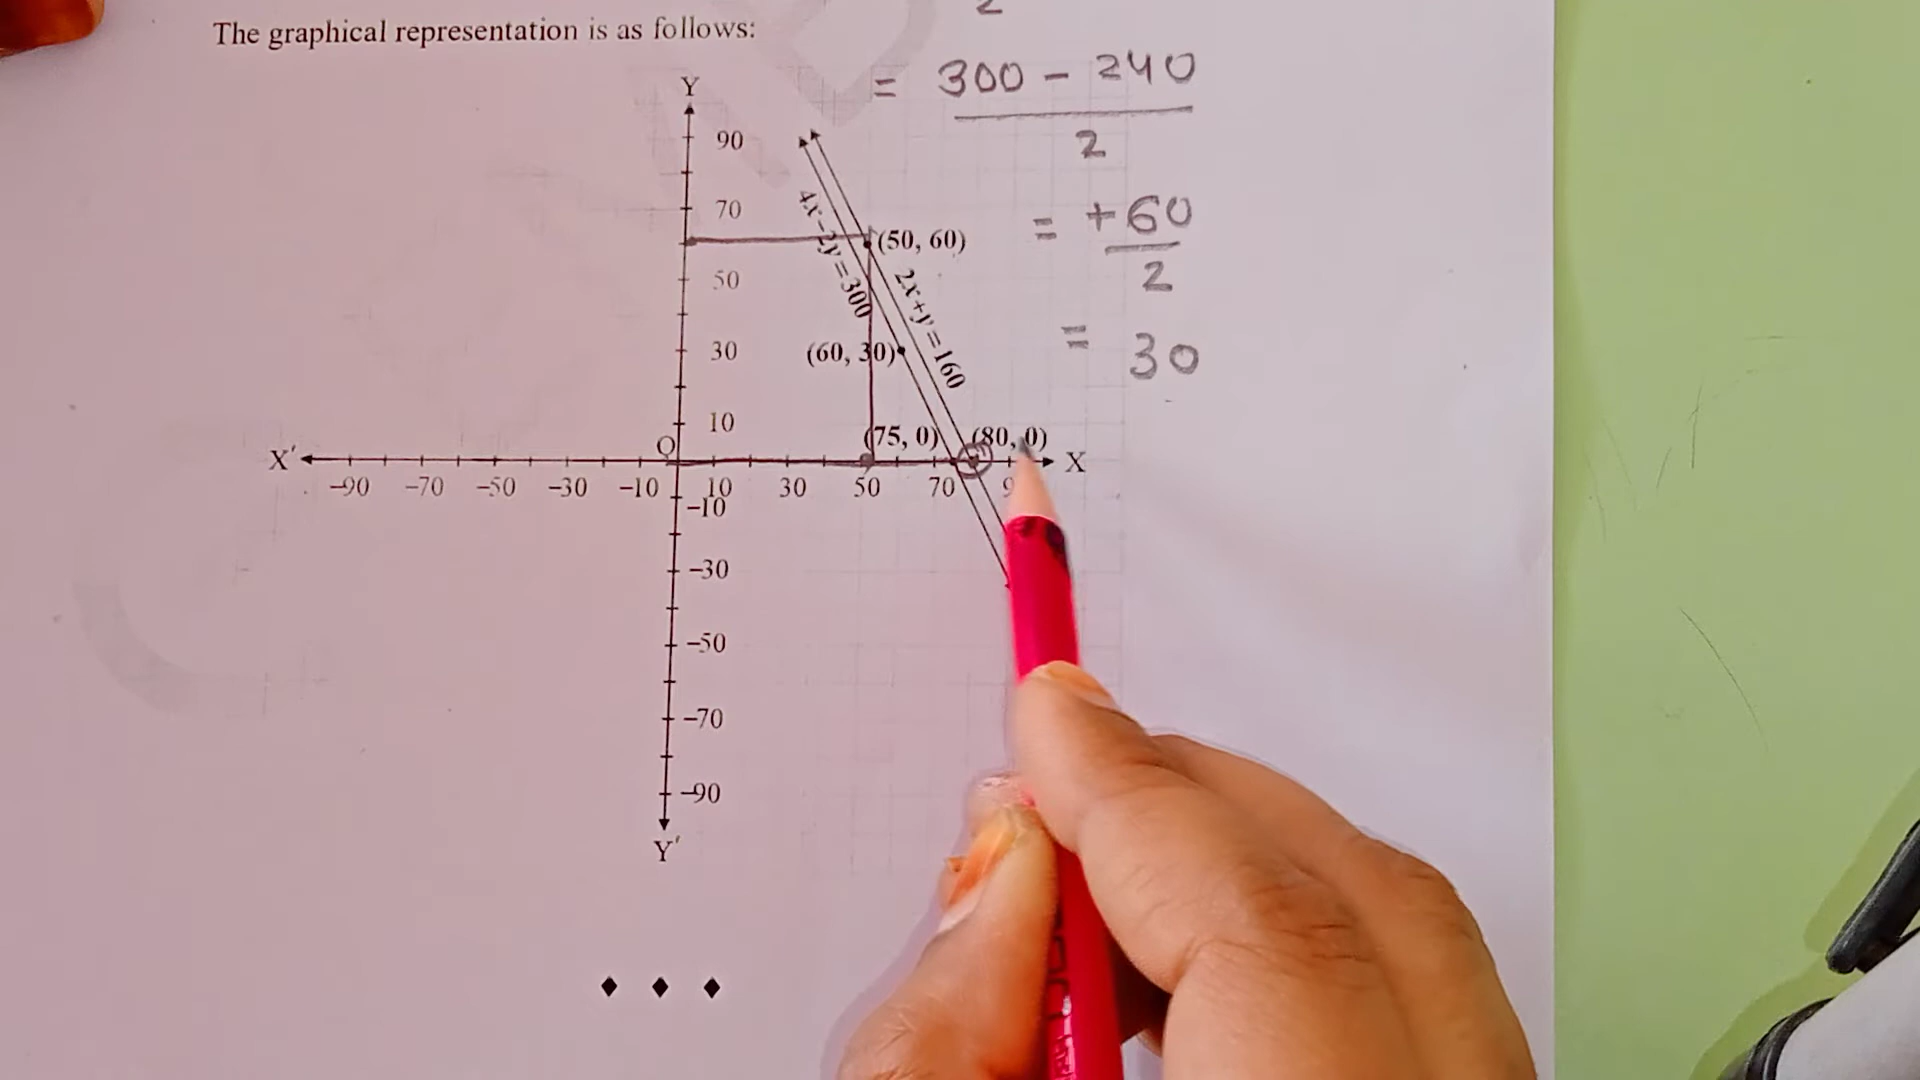 The graphical representation is as follows:
2
= 300 - 240
2
= +60
2
= 30
Y
90
70
50
30
10
4x-2y=300
2x+y=160
(50, 60)
(60, 30)
(75, 0) (80, 0)
X' O X
-90 -70 -50 -30 -10 10 30 50 70 9
-10
-30
-50
-70
-90
Y'